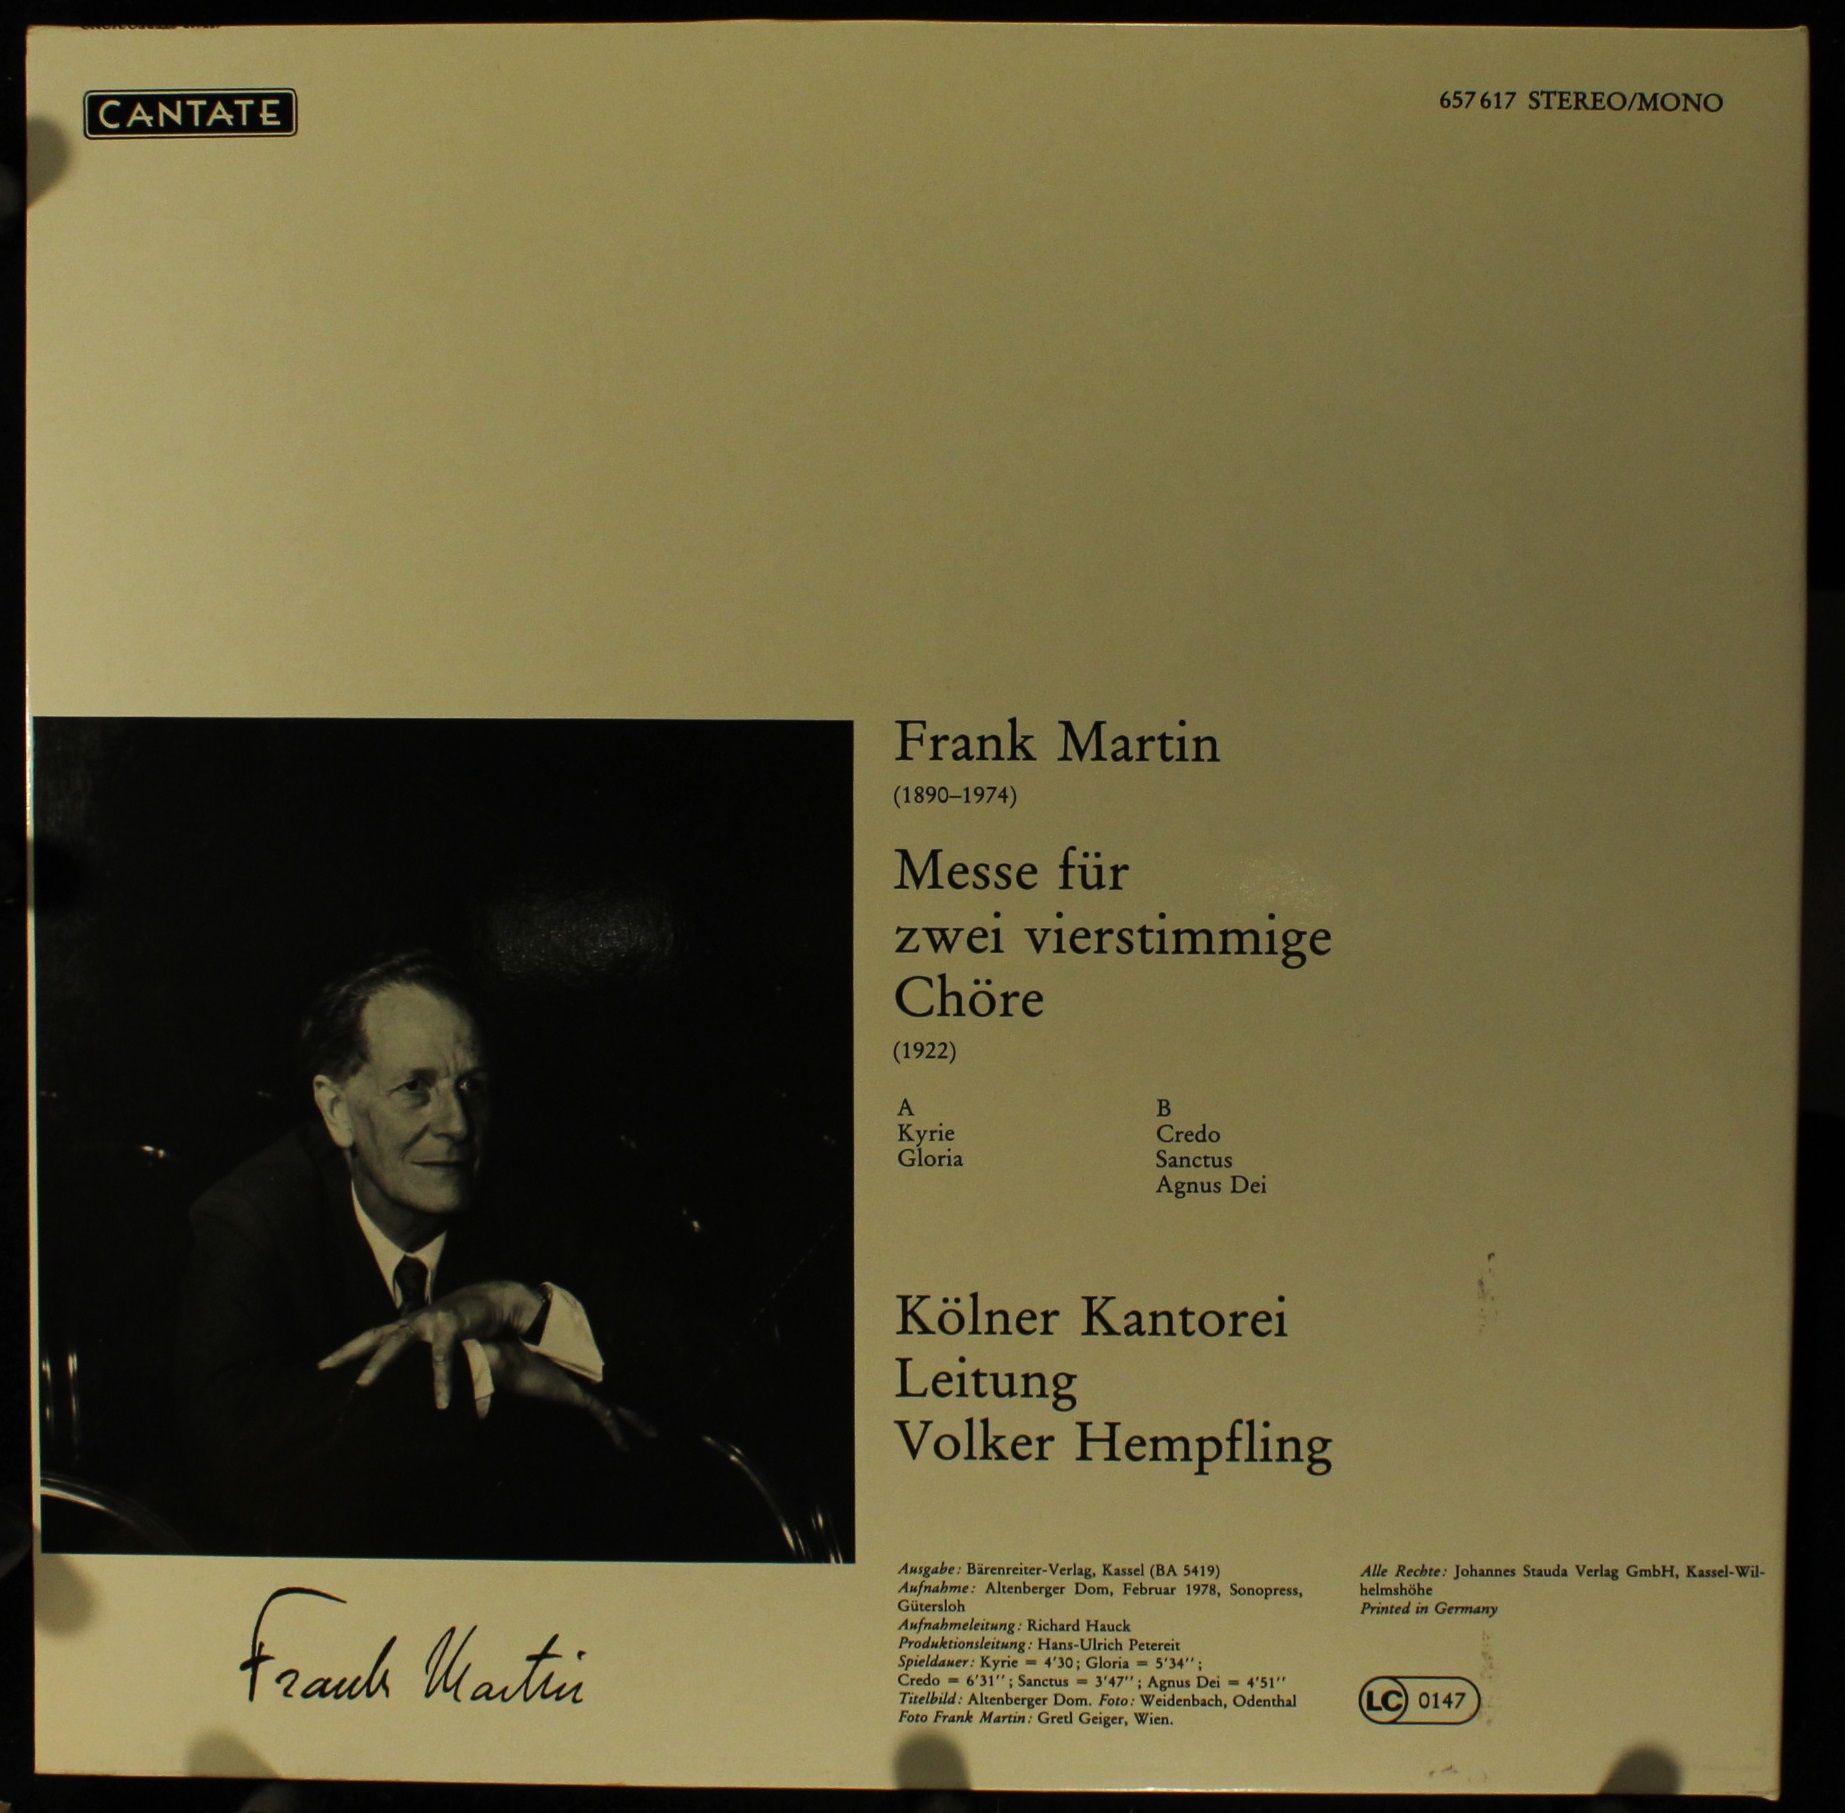 CANTATE
657617 STEREO/MONO
Frank Martin
(1890–1974)
Messe für
zwei vierstimmige
Chöre
(1922)
A
Kyrie
Gloria
B
Credo
Sanctus
Agnus Dei
Kölner Kantorei
Leitung
Volker Hempfling
Ausgabe: Bärenreiter-Verlag, Kassel (BA 5419)
Aufnahme: Altenberger Dom, Februar 1978, Sonopress,
Gütersloh
Aufnahmeleitung: Richard Hauck
Produktionsleitung: Hans-Ulrich Petereit
Spieldauer: Kyrie = 4'30; Gloria = 5'34'';
Credo = 6'31''; Sanctus = 3'47''; Agnus Dei = 4'51''
Titelbild: Altenberger Dom. Foto: Weidenbach, Odenthal
Foto Frank Martin: Gretl Geiger, Wien.
Alle Rechte: Johannes Stauda Verlag GmbH, Kassel-Wil-
helmshöhe
Printed in Germany
LC 0147
Frank Martin